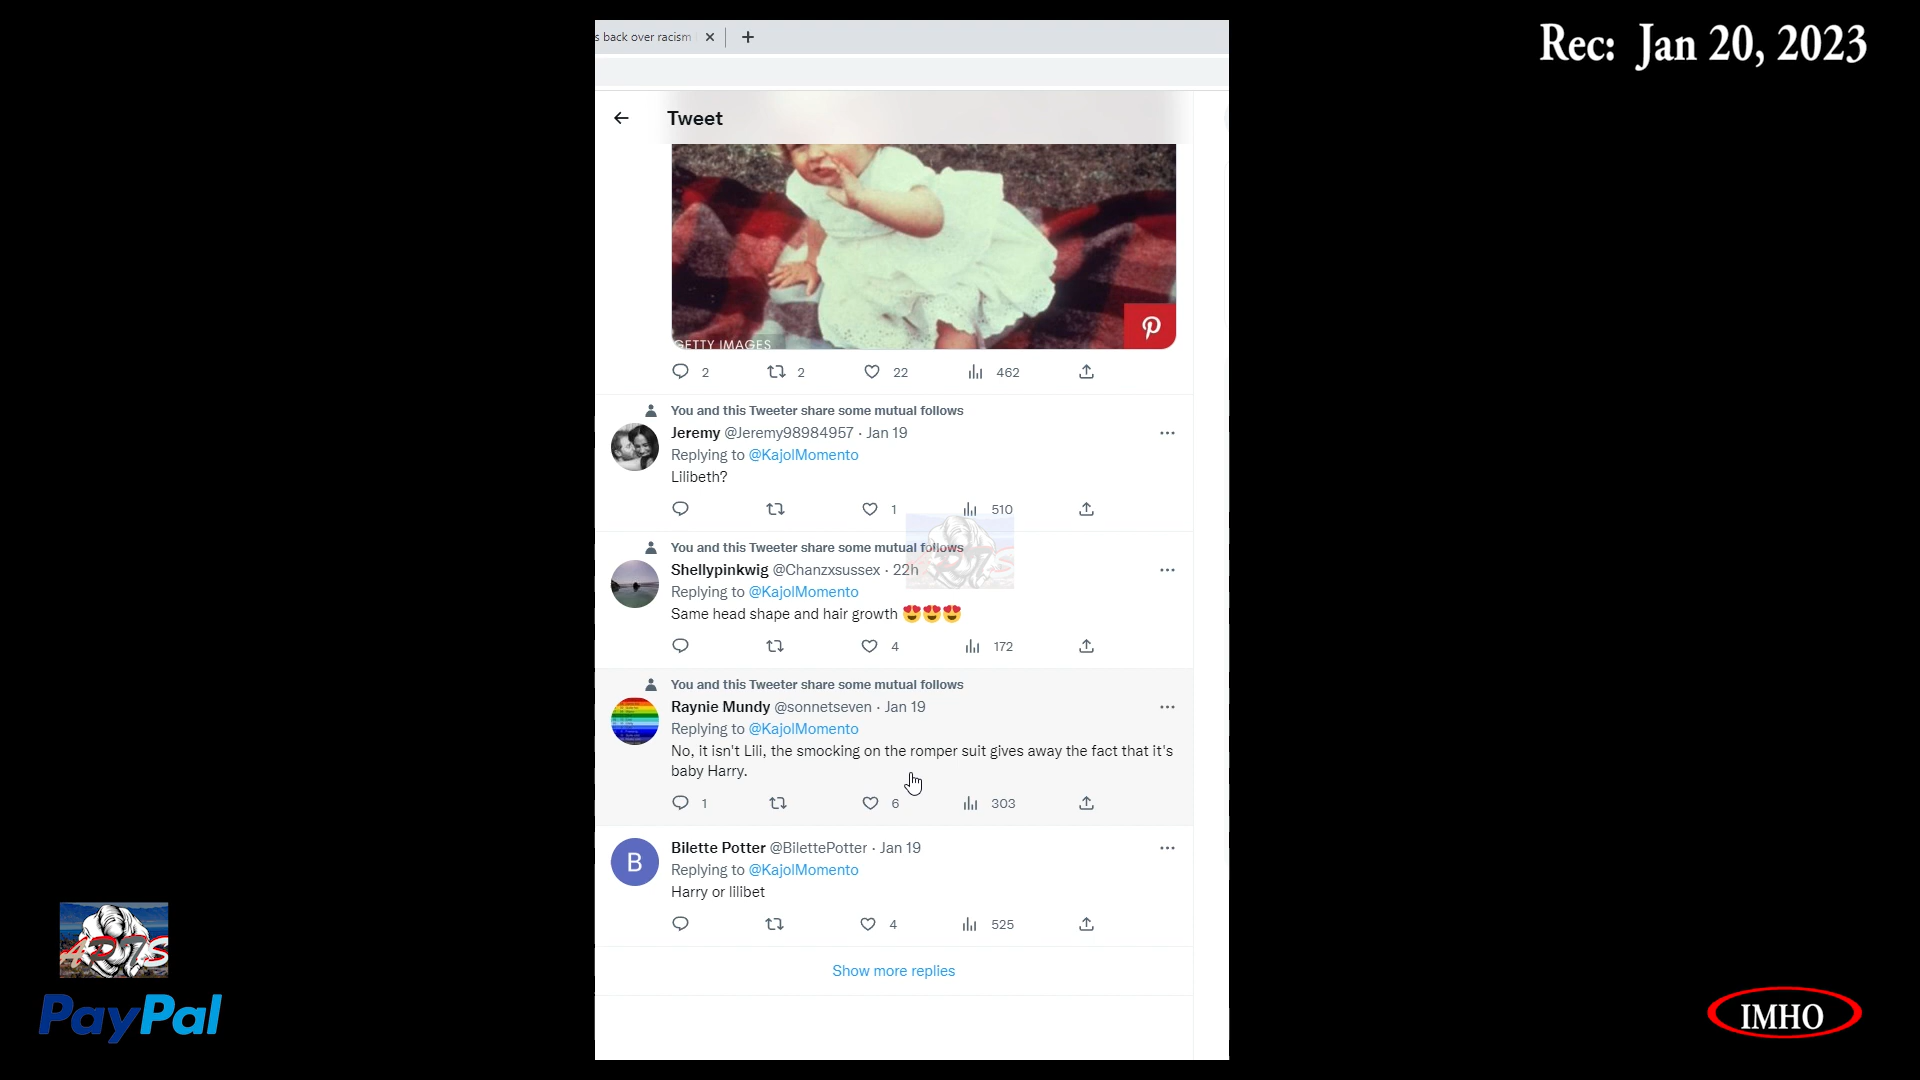 s back over racism
Rec: Jan 20, 2023
Tweet
GETTY IMAGES
2 2 22 462
You and this Tweeter share some mutual follows
Jeremy @Jeremy98984957 · Jan 19
Replying to @KajolMomento
Lilibeth?
1 510
You and this Tweeter share some mutual follows
Shellypinkwig @Chanzxsussex · 22h
Replying to @KajolMomento
Same head shape and hair growth 😍😍😍
4 172
You and this Tweeter share some mutual follows
Raynie Mundy @sonnetseven · Jan 19
Replying to @KajolMomento
No, it isn't Lili, the smocking on the romper suit gives away the fact that it's
baby Harry.
1 6 303
B
Bilette Potter @BilettePotter · Jan 19
Replying to @KajolMomento
Harry or lilibet
4 525
Show more replies
PayPal
IMHO